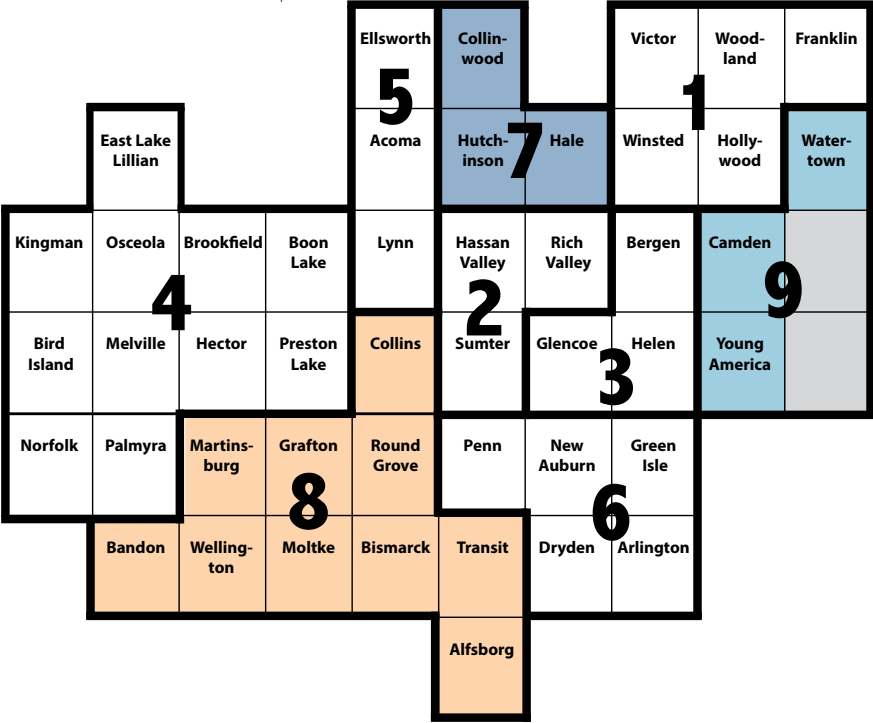 Ellsworth
Collin-
wood
Victor
Wood-
land
Franklin
5
1
East Lake
Lillian
Acoma
Hutch-
inson
7
Hale
Winsted
Holly-
wood
Water-
town
Kingman
Osceola
Brookfield
Boon
Lake
Lynn
Hassan
Valley
Rich
Valley
Bergen
Camden
4
2
9
Bird
Island
Melville
Hector
Preston
Lake
Collins
Sumter
Glencoe
Helen
Young
America
3
Norfolk
Palmyra
Martins-
burg
Grafton
Round
Grove
Penn
New
Auburn
Green
Isle
8
6
Bandon
Welling-
ton
Moltke
Bismarck
Transit
Dryden
Arlington
Alfsborg